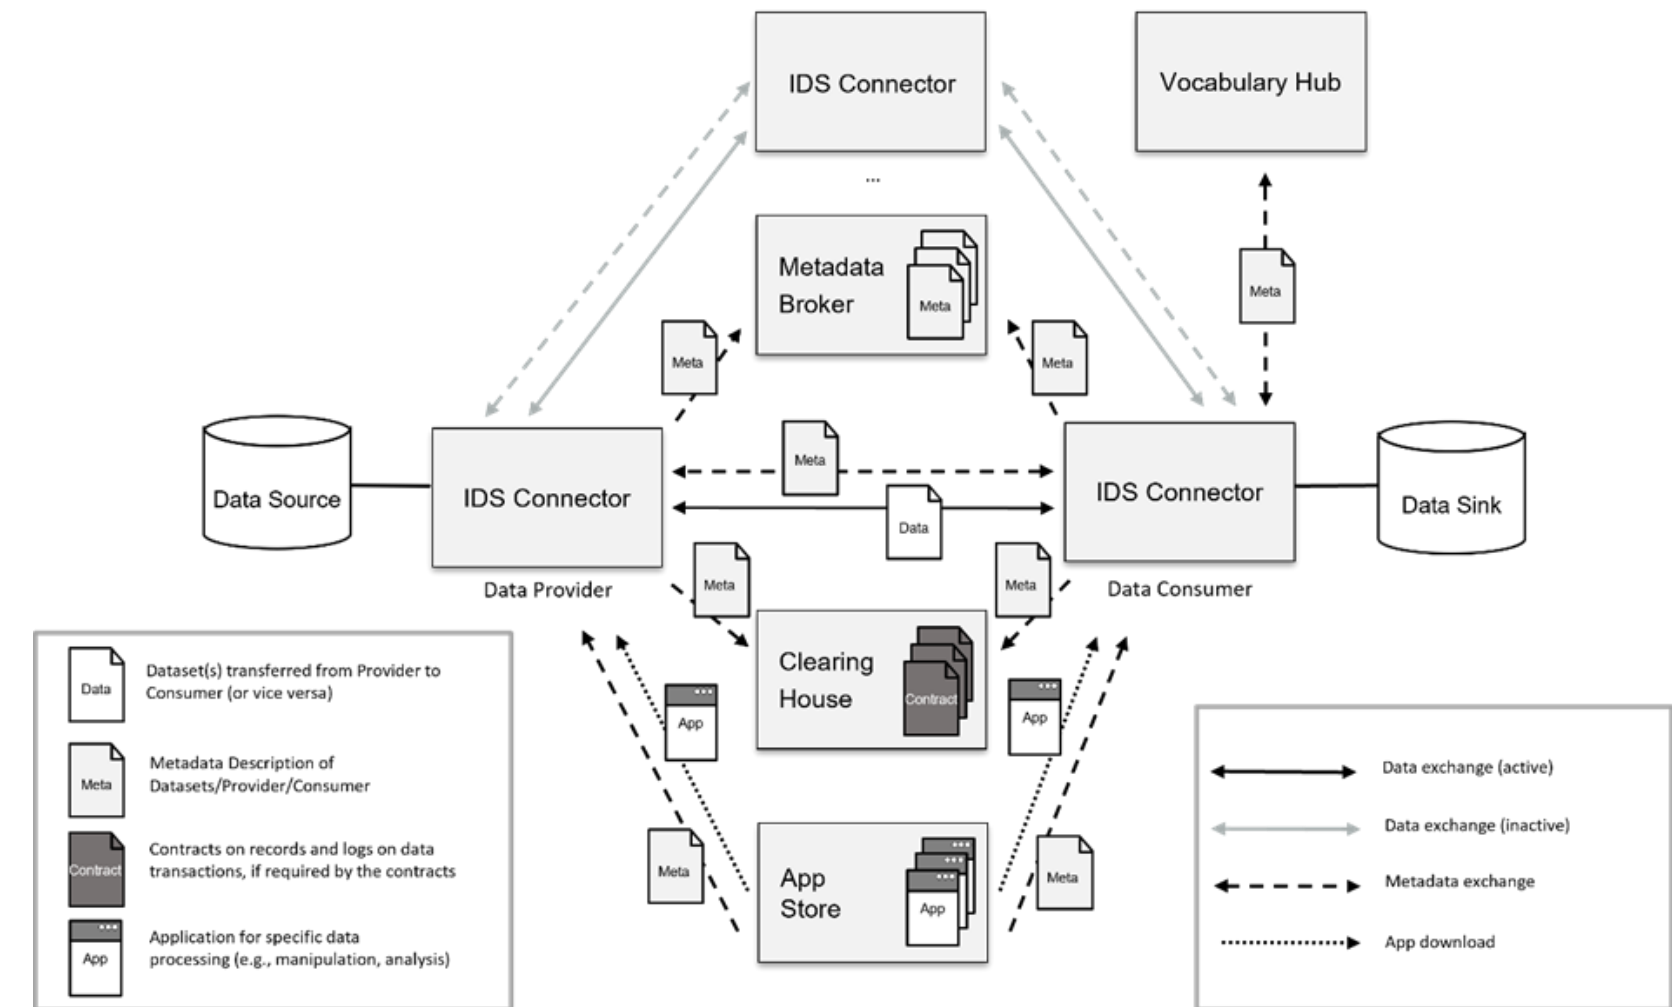 IDS Connector
Vocabulary Hub
...
Metadata
Broker
Meta
Meta
Meta
Meta
Meta
Data Source
IDS Connector
Data
IDS Connector
Data Sink
Data Provider
Meta
Meta
Data Consumer
Clearing
House
Contract
App
App
Meta
App
Store
App
Meta
Data
Dataset(s) transferred from Provider to
Consumer (or vice versa)
Meta
Metadata Description of
Datasets/Provider/Consumer
Contract
Contracts on records and logs on data
transactions, if required by the contracts
App
Application for specific data
processing (e.g., manipulation, analysis)
Data exchange (active)
Data exchange (inactive)
Metadata exchange
App download